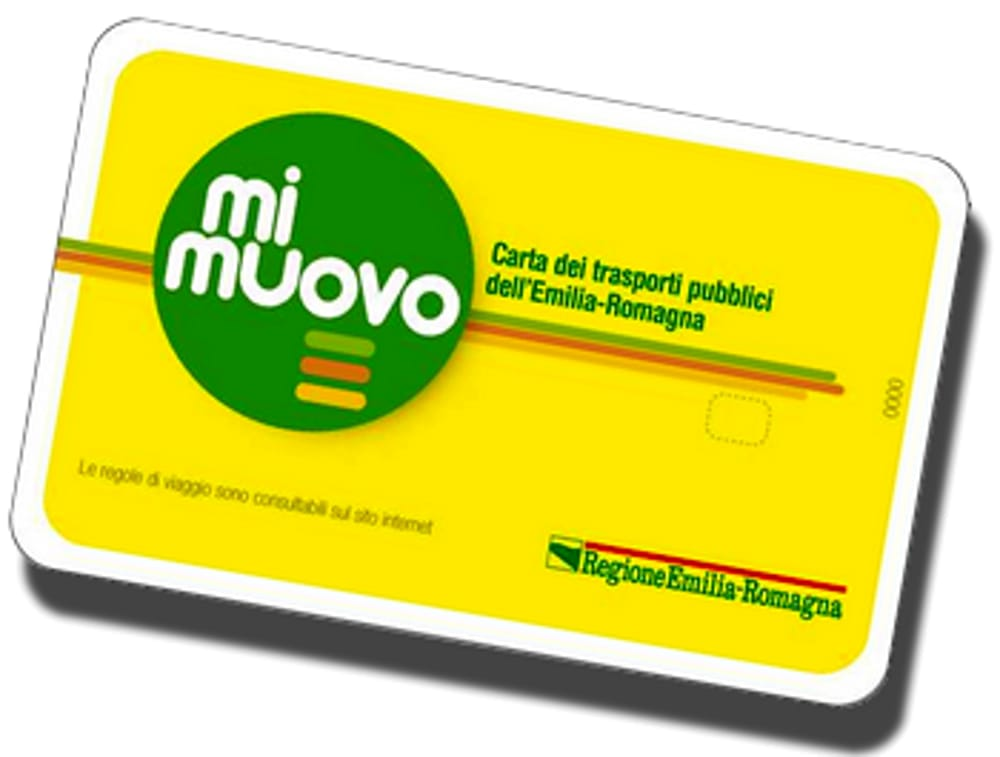 mi
muovo
Carta dei trasporti pubblici
dell'Emilia-Romagna
0000
Le regole di viaggio sono consultabili sul sito internet
RegioneEmilia-Romagna